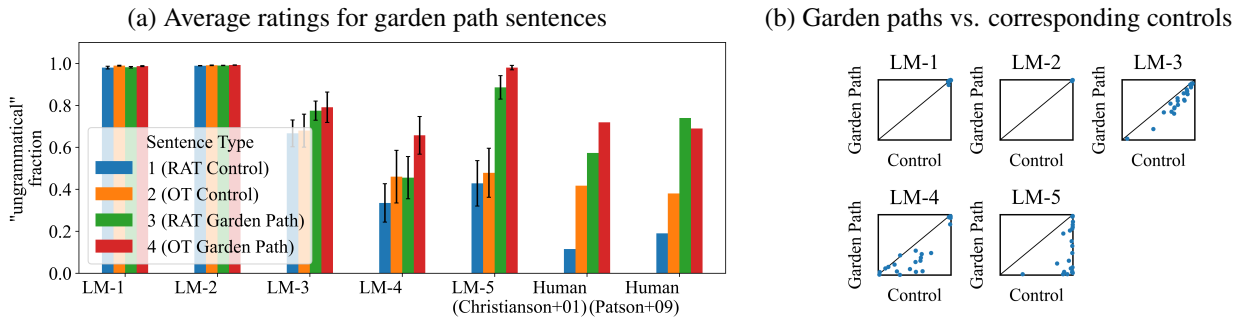 (a) Average ratings for garden path sentences
"ungrammatical"
fraction
1.0
0.8
0.6
0.4
0.2
0.0
Sentence Type
1 (RAT Control)
2 (OT Control)
3 (RAT Garden Path)
4 (OT Garden Path)
LM-1
LM-2
LM-3
LM-4
LM-5
Human
(Christianson+01)
Human
(Patson+09)
(b) Garden paths vs. corresponding controls
LM-1
Garden Path
Control
LM-2
Garden Path
Control
LM-3
Garden Path
Control
LM-4
Garden Path
Control
LM-5
Garden Path
Control